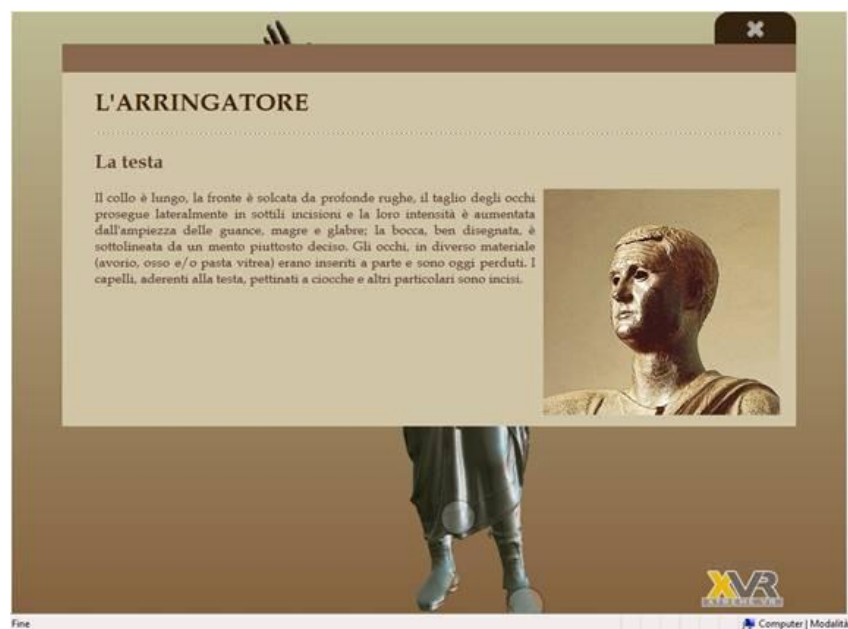 L'ARRINGATORE
La testa
Il collo è lungo, la fronte è solcata da profonde rughe, il taglio degli occhi
prosegue lateralmente in sottili incisioni e la loro intensità è aumentata
dall'ampiezza delle guance, magre e glabre; la bocca, ben disegnata, è
sottolineata da un mento piuttosto deciso. Gli occhi, in diverso materiale
(avorio, osso e/o pasta vitrea) erano inseriti a parte e sono oggi perduti. I
capelli, aderenti alla testa, pettinati a ciocche e altri particolari sono incisi.
XVR
EXTREME VR
Fine
Computer | Modalità